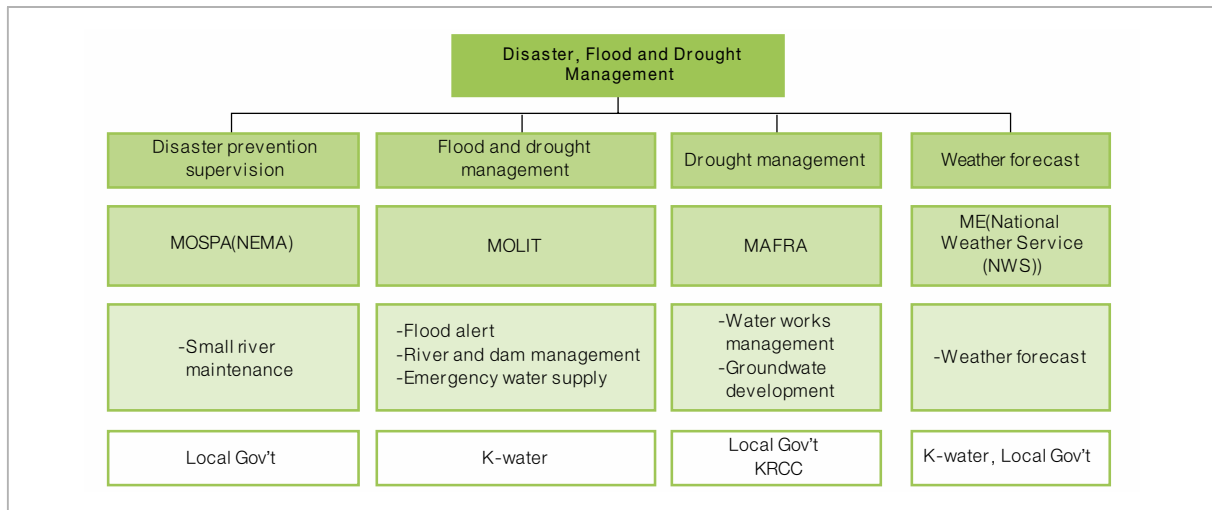 Disaster, Flood and Drought
Management
Disaster prevention
supervision
Flood and drought
management
Drought management
Weather forecast
MOSPA(NEMA)
MOLIT
MAFRA
ME(National
Weather Service
(NWS))
-Small river
maintenance
-Flood alert
-River and dam management
-Emergency water supply
-Water works
management
-Groundwate
development
-Weather forecast
Local Gov't
K-water
Local Gov't
KRCC
K-water, Local Gov't